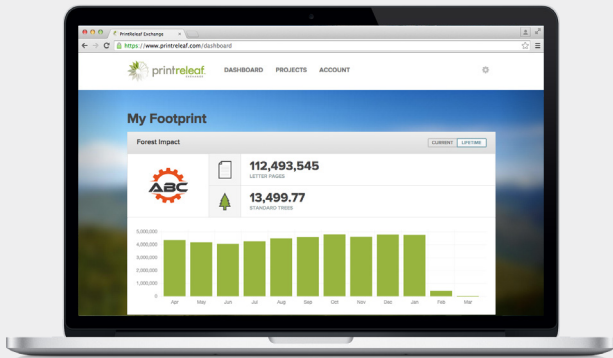 PrintReleaf Exchange
https://www.printreleaf.com/dashboard
printreleaf.
DASHBOARD PROJECTS ACCOUNT
My Footprint
Forest Impact
CURRENT LIFETIME
ABC
112,493,545
LETTER PAGES
13,499.77
STANDARD TREES
5,000,000
4,000,000
3,000,000
2,000,000
1,000,000
0
Apr May Jun Jul Aug Sep Oct Nov Dec Jan Feb Mar